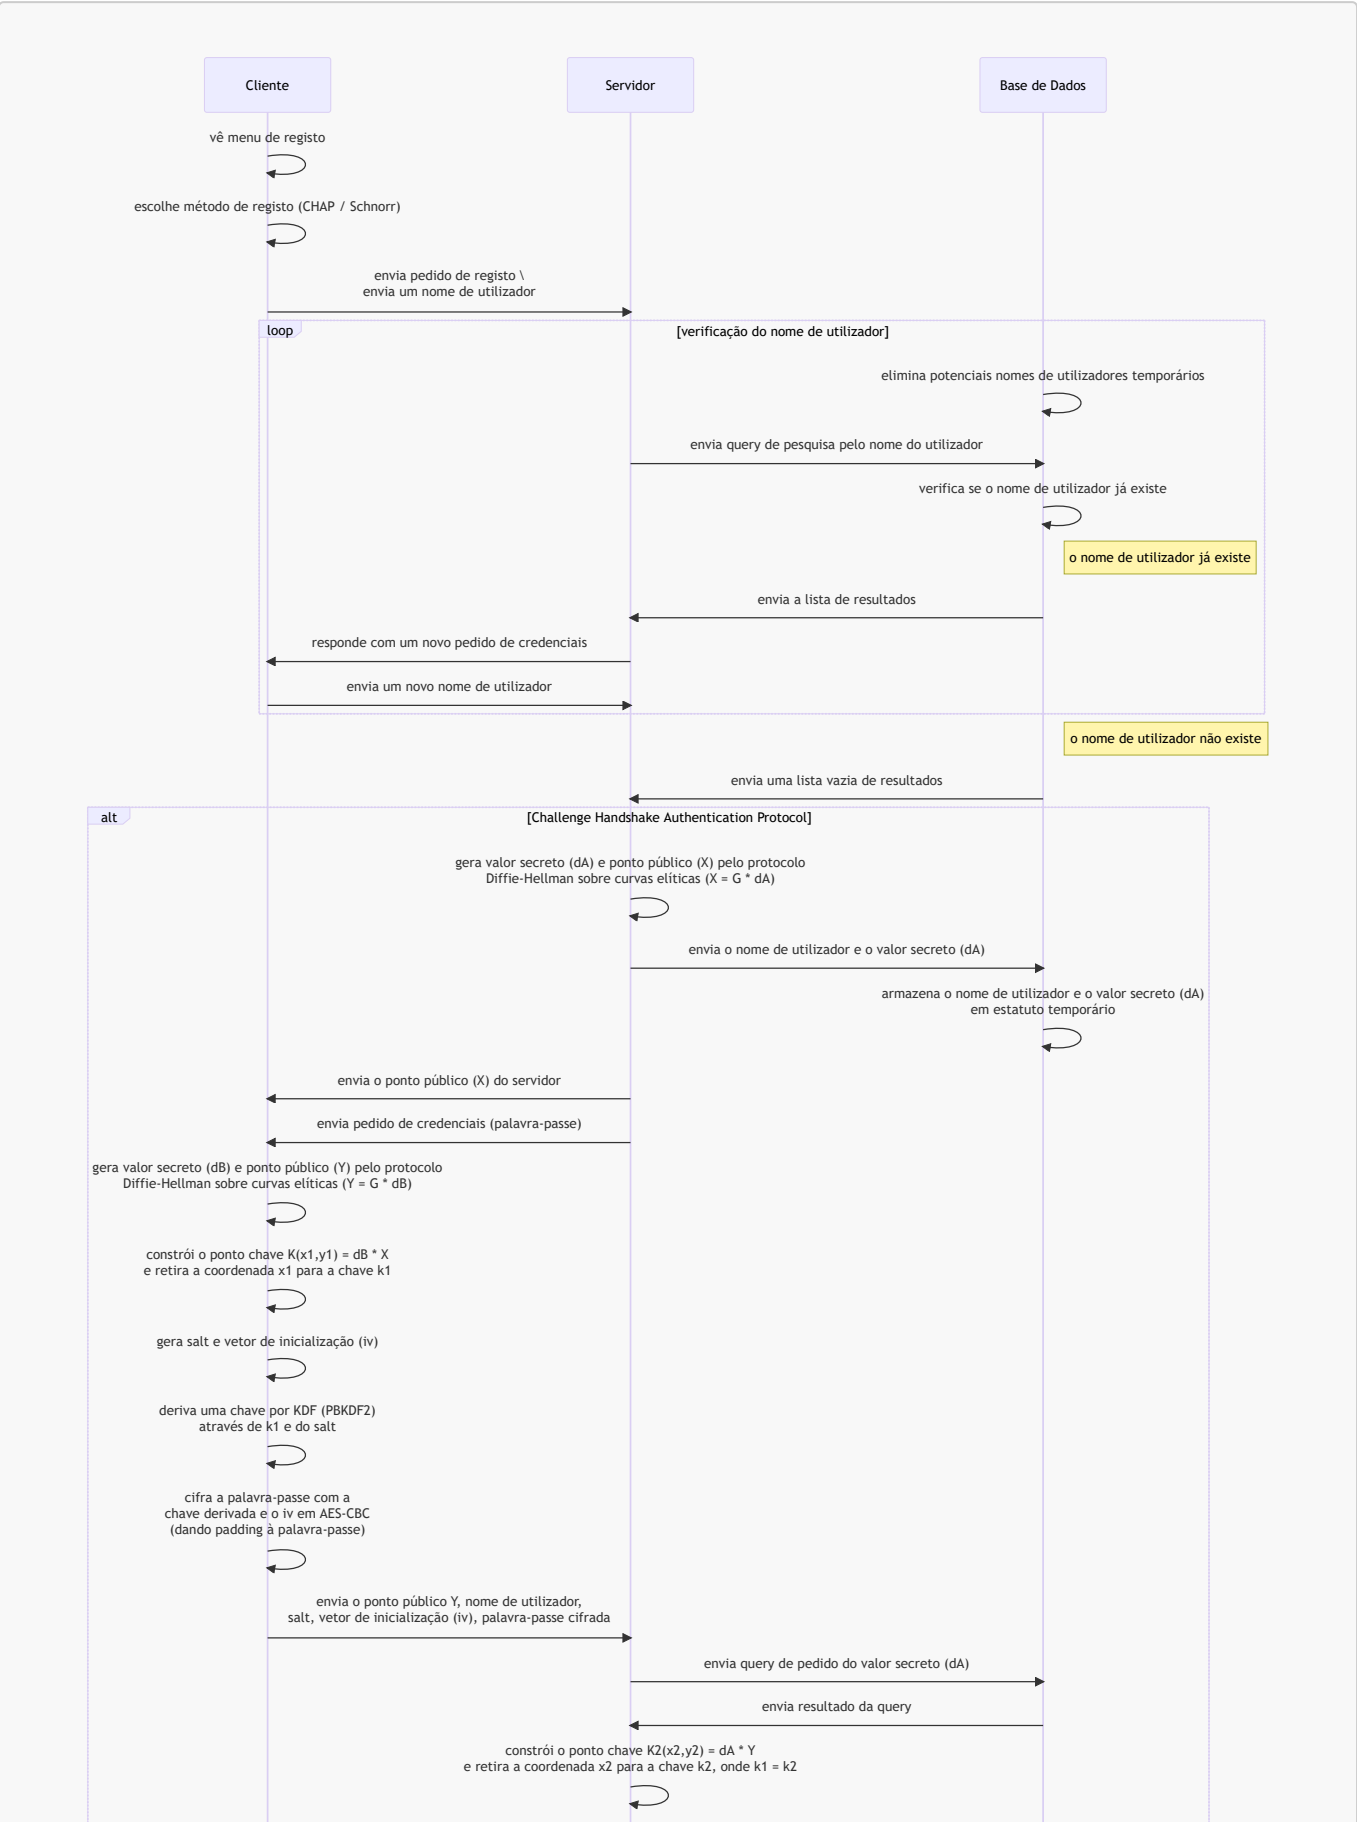 Cliente
Servidor
Base de Dados
vê menu de registo
escolhe método de registo (CHAP / Schnorr)
envia pedido de registo \
envia um nome de utilizador
loop
[verificação do nome de utilizador]
elimina potenciais nomes de utilizadores temporários
envia query de pesquisa pelo nome do utilizador
verifica se o nome de utilizador já existe
o nome de utilizador já existe
envia a lista de resultados
responde com um novo pedido de credenciais
envia um novo nome de utilizador
o nome de utilizador não existe
envia uma lista vazia de resultados
alt
[Challenge Handshake Authentication Protocol]
gera valor secreto (dA) e ponto público (X) pelo protocolo
Diffie-Hellman sobre curvas elíticas (X = G * dA)
envia o nome de utilizador e o valor secreto (dA)
armazena o nome de utilizador e o valor secreto (dA)
em estatuto temporário
envia o ponto público (X) do servidor
envia pedido de credenciais (palavra-passe)
gera valor secreto (dB) e ponto público (Y) pelo protocolo
Diffie-Hellman sobre curvas elíticas (Y = G * dB)
constrói o ponto chave K(x1,y1) = dB * X
e retira a coordenada x1 para a chave k1
gera salt e vetor de inicialização (iv)
deriva uma chave por KDF (PBKDF2)
através de k1 e do salt
cifra a palavra-passe com a
chave derivada e o iv em AES-CBC
(dando padding à palavra-passe)
envia o ponto público Y, nome de utilizador,
salt, vetor de inicialização (iv), palavra-passe cifrada
envia query de pedido do valor secreto (dA)
envia resultado da query
constrói o ponto chave K2(x2,y2) = dA * Y
e retira a coordenada x2 para a chave k2, onde k1 = k2